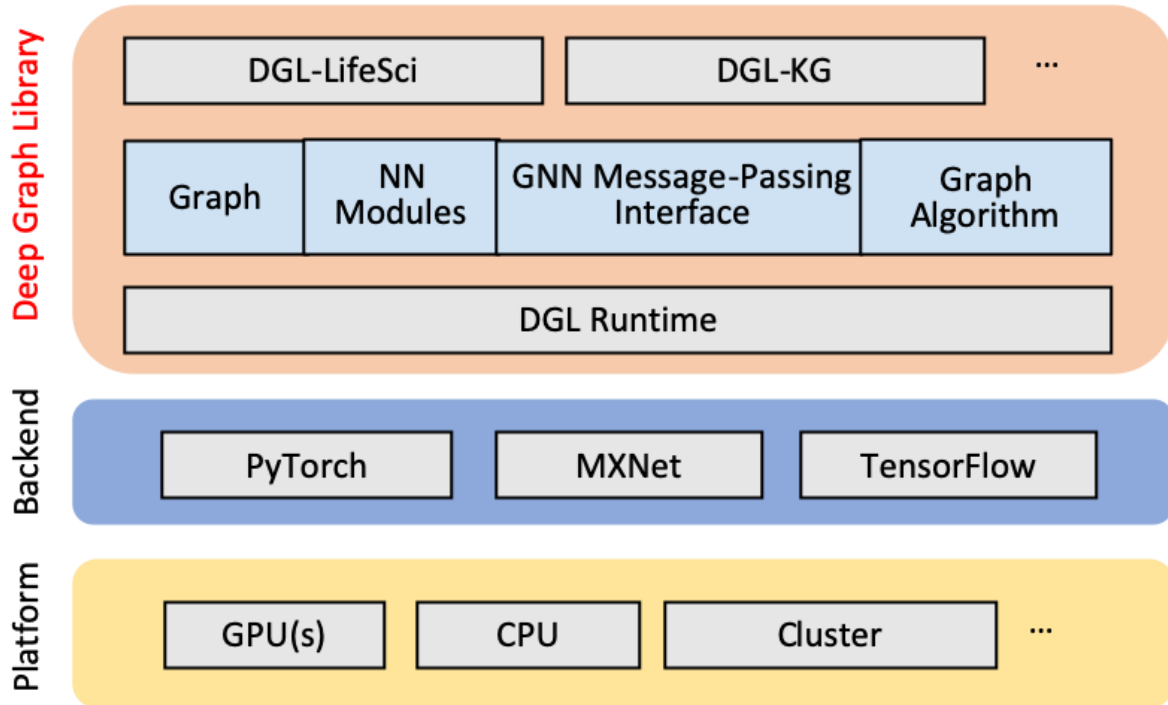 Deep Graph Library
DGL-LifeSci
DGL-KG
...
Graph
NN
Modules
GNN Message-Passing
Interface
Graph
Algorithm
DGL Runtime
Backend
PyTorch
MXNet
TensorFlow
Platform
GPU(s)
CPU
Cluster
...